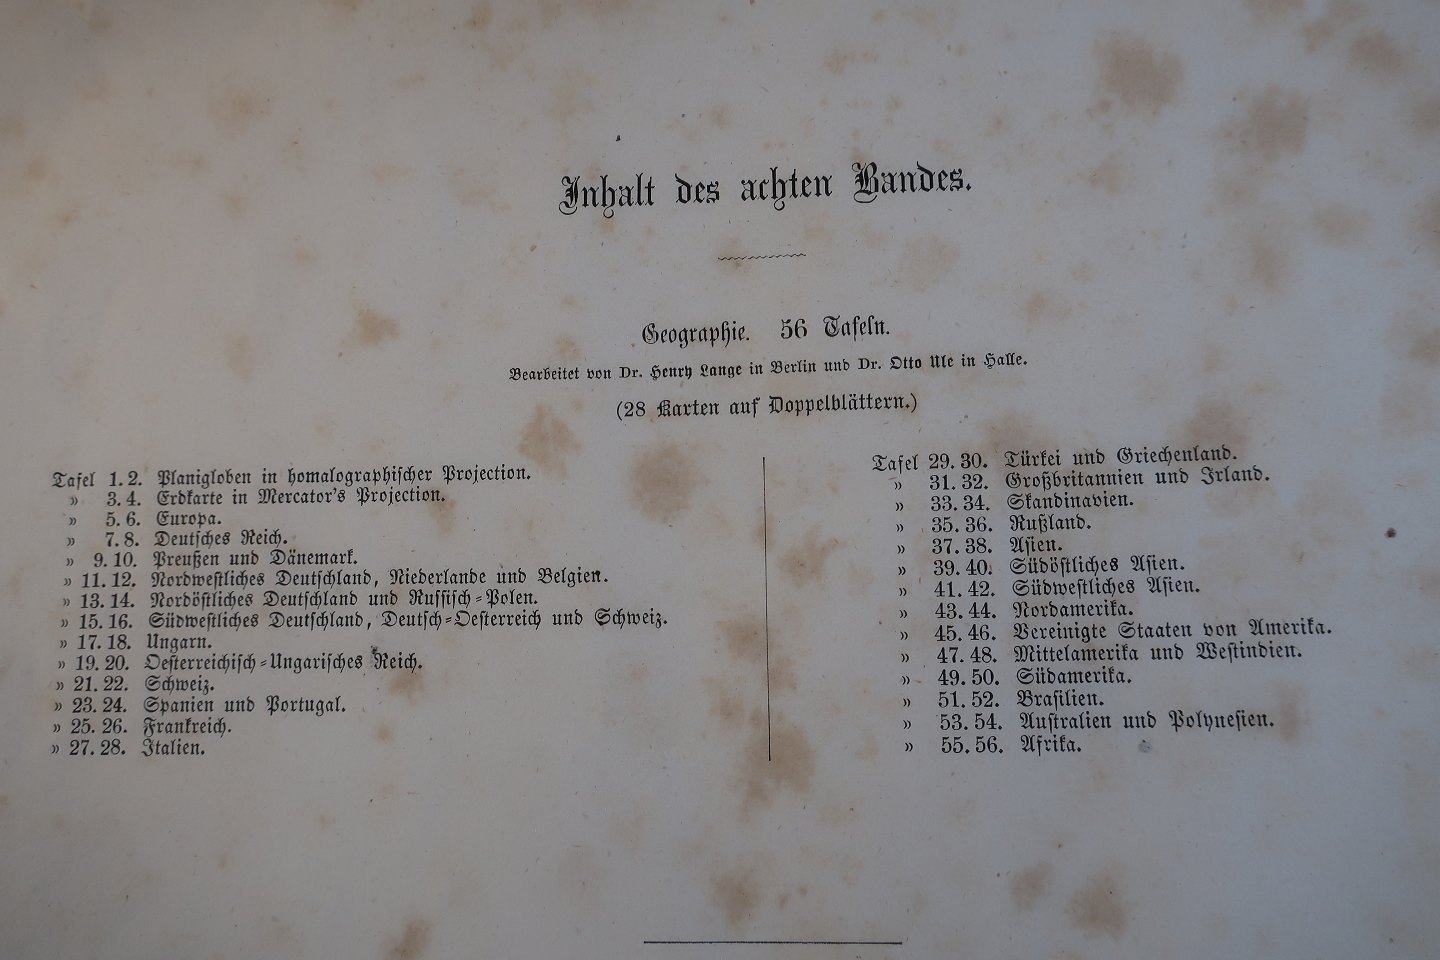 Inhalt des achten Bandes.
Geographie. 56 Tafeln.
Bearbeitet von Dr. Henry Lange in Berlin und Dr. Otto Ule in Halle.
(28 Karten auf Doppelblättern.)
Tafel 1. 2. Planigloben in homalographischer Projection.
» 3. 4. Erdkarte in Mercator's Projection.
» 5. 6. Europa.
» 7. 8. Deutsches Reich.
» 9. 10. Preußen und Dänemark.
» 11. 12. Nordwestliches Deutschland, Niederlande und Belgien.
» 13. 14. Nordöstliches Deutschland und Russisch-Polen.
» 15. 16. Südwestliches Deutschland, Deutsch-Oesterreich und Schweiz.
» 17. 18. Ungarn.
» 19. 20. Oesterreichisch-Ungarisches Reich.
» 21. 22. Schweiz.
» 23. 24. Spanien und Portugal.
» 25. 26. Frankreich.
» 27. 28. Italien.
Tafel 29. 30. Türkei und Griechenland.
» 31. 32. Großbritannien und Irland.
» 33. 34. Skandinavien.
» 35. 36. Rußland.
» 37. 38. Asien.
» 39. 40. Südöstliches Asien.
» 41. 42. Südwestliches Asien.
» 43. 44. Nordamerika.
» 45. 46. Vereinigte Staaten von Amerika.
» 47. 48. Mittelamerika und Westindien.
» 49. 50. Südamerika.
» 51. 52. Brasilien.
» 53. 54. Australien und Polynesien.
» 55. 56. Afrika.